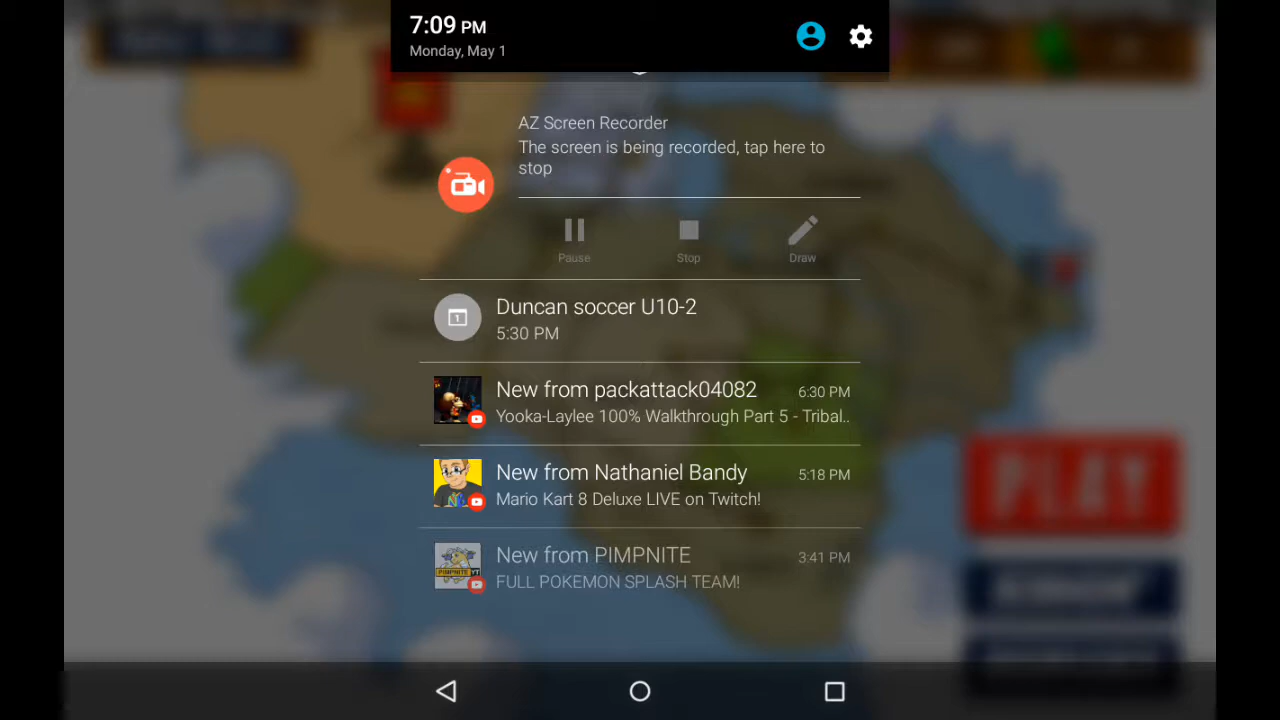 7:09 PM
Monday, May 1
AZ Screen Recorder
The screen is being recorded, tap here to
stop
Pause
Stop
Draw
1
Duncan soccer U10-2
5:30 PM
New from packattack04082
6:30 PM
Yooka-Laylee 100% Walkthrough Part 5 - Tribal..
New from Nathaniel Bandy
5:18 PM
Mario Kart 8 Deluxe LIVE on Twitch!
New from PIMPNITE
3:41 PM
FULL POKEMON SPLASH TEAM!
PIMPNITE
PLAY